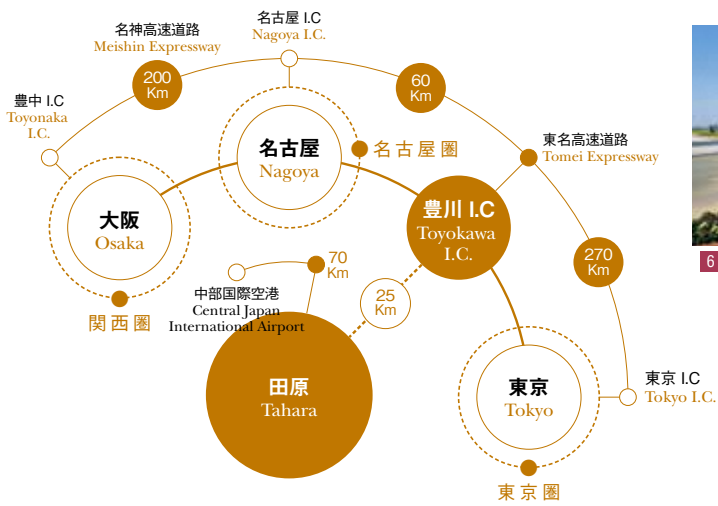 名神高速道路
Meishin Expressway
名古屋 I.C
Nagoya I.C.
200
Km
60
Km
豊中 I.C
Toyonaka
I.C.
名古屋
Nagoya
名古屋圏
東名高速道路
Tomei Expressway
大阪
Osaka
関西圏
豊川 I.C
Toyokawa
I.C.
70
Km
中部国際空港
Central Japan
International Airport
25
Km
270
Km
6
田原
Tahara
東京
Tokyo
東京 I.C
Tokyo I.C.
東京圏